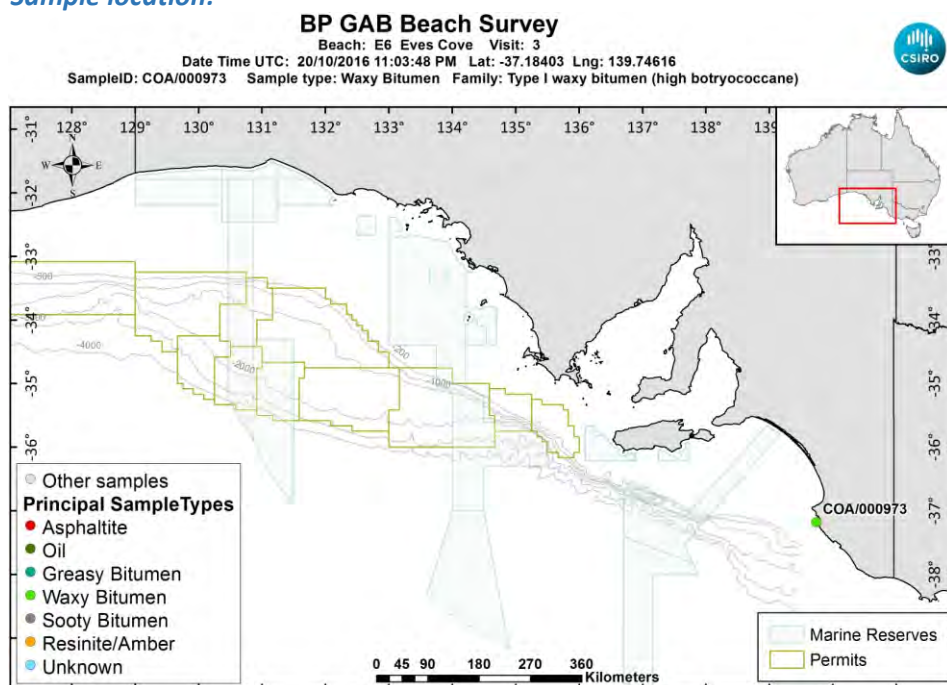 Sample location:
BP GAB Beach Survey
Beach: E6 Eves Cove Visit: 3
Date Time UTC: 20/10/2016 11:03:48 PM Lat: -37.18403 Lng: 139.74616
SampleID: COA/000973 Sample type: Waxy Bitumen Family: Type I waxy bitumen (high botryococcane)
CSIRO
128° 129° 130° 131° 132° 133° 134° 135° 136° 137° 138° 139
-31°
-32°
-33°
-34°
-35°
-36°
-37°
-38°
N
W E
S
-33°
-34°
-35°
-36°
-37°
-38°
-4000
-2000
-200
-1000
COA/000973
Other samples
Principal SampleTypes
Asphaltite
Oil
Greasy Bitumen
Waxy Bitumen
Sooty Bitumen
Resinite/Amber
Unknown
0 45 90 180 270 360
Kilometers
Marine Reserves
Permits